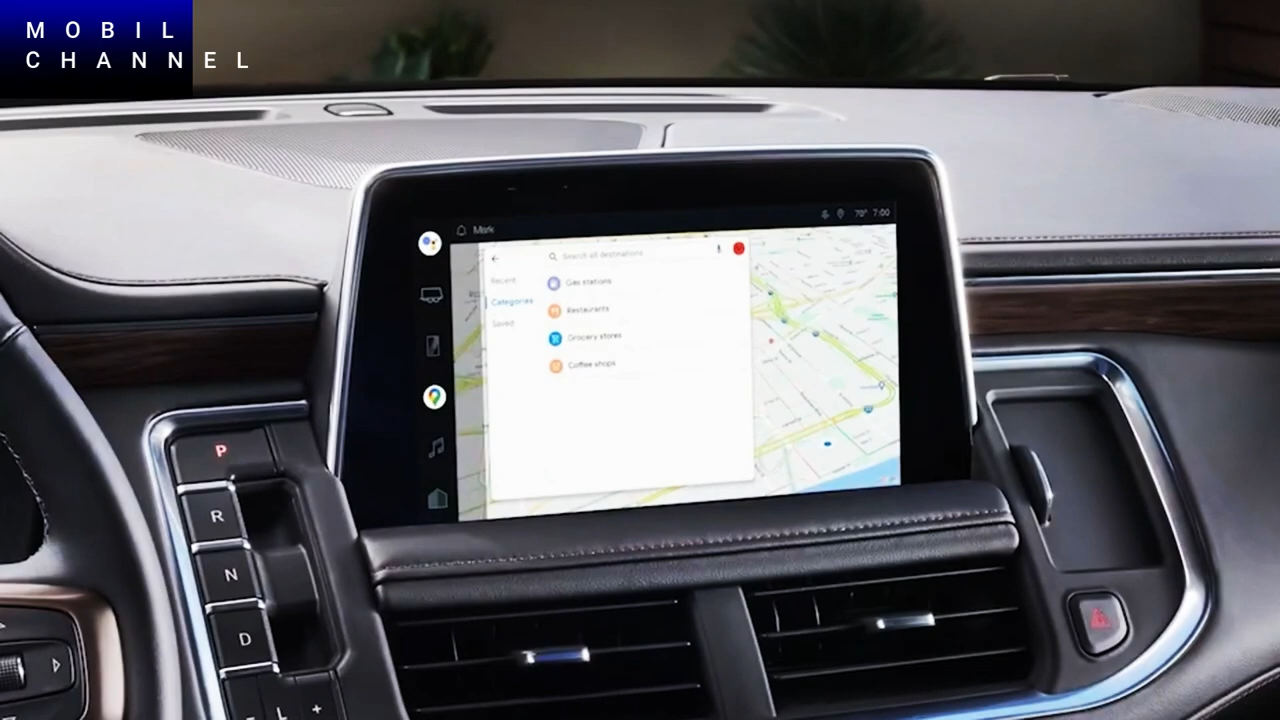 MOBIL
CHANNEL
Mark
70° 7:00
Search all destinations
Recent
Categories
Saved
Gas stations
Restaurants
Grocery stores
Coffee shops
P
R
N
D
L +